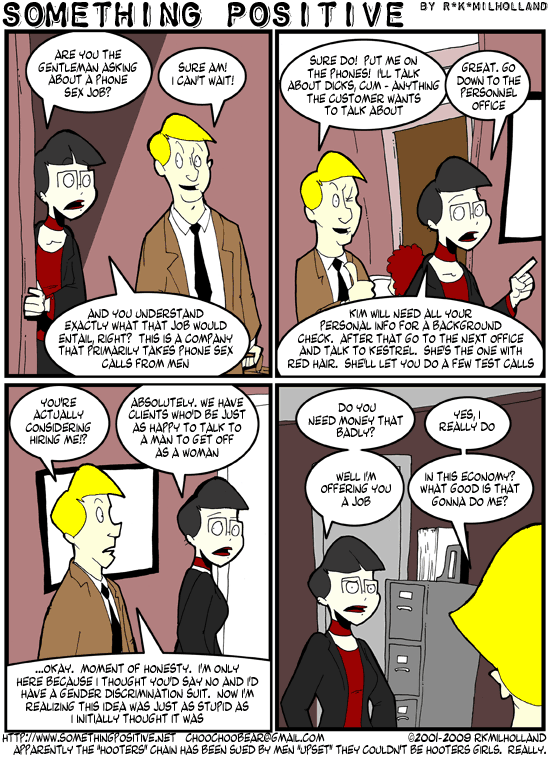 SOMETHING POSITIVE BY R*K*MILHOLLAND
ARE YOU THE
GENTLEMAN ASKING
ABOUT A PHONE
SEX JOB?
SURE AM!
I CAN'T WAIT!
AND YOU UNDERSTAND
EXACTLY WHAT THAT JOB WOULD
ENTAIL, RIGHT? THIS IS A COMPANY
THAT PRIMARILY TAKES PHONE SEX
CALLS FROM MEN
SURE DO! PUT ME ON
THE PHONES! I'LL TALK
ABOUT DICKS, CUM - ANYTHING
THE CUSTOMER WANTS
TO TALK ABOUT
GREAT. GO
DOWN TO THE
PERSONNEL
OFFICE
KIM WILL NEED ALL YOUR
PERSONAL INFO FOR A BACKGROUND
CHECK. AFTER THAT GO TO THE NEXT OFFICE
AND TALK TO KESTREL. SHE'S THE ONE WITH
RED HAIR. SHE'LL LET YOU DO A FEW TEST CALLS
YOU'RE
ACTUALLY
CONSIDERING
HIRING ME!?
ABSOLUTELY. WE HAVE
CLIENTS WHO'D BE JUST
AS HAPPY TO TALK TO
A MAN TO GET OFF
AS A WOMAN
...OKAY. MOMENT OF HONESTY. I'M ONLY
HERE BECAUSE I THOUGHT YOU'D SAY NO AND I'D
HAVE A GENDER DISCRIMINATION SUIT. NOW I'M
REALIZING THIS IDEA WAS JUST AS STUPID AS
I INITIALLY THOUGHT IT WAS
DO YOU
NEED MONEY THAT
BADLY?
YES, I
REALLY DO
WELL I'M
OFFERING YOU
A JOB
IN THIS ECONOMY?
WHAT GOOD IS THAT
GONNA DO ME?
HTTP://WWW.SOMETHINGPOSITIVE.NET CHOOCHOOBEAR@GMAIL.COM ©2001-2009 RKMILHOLLAND
APPARENTLY THE "HOOTERS" CHAIN HAS BEEN SUED BY MEN "UPSET" THEY COULDN'T BE HOOTERS GIRLS. REALLY.